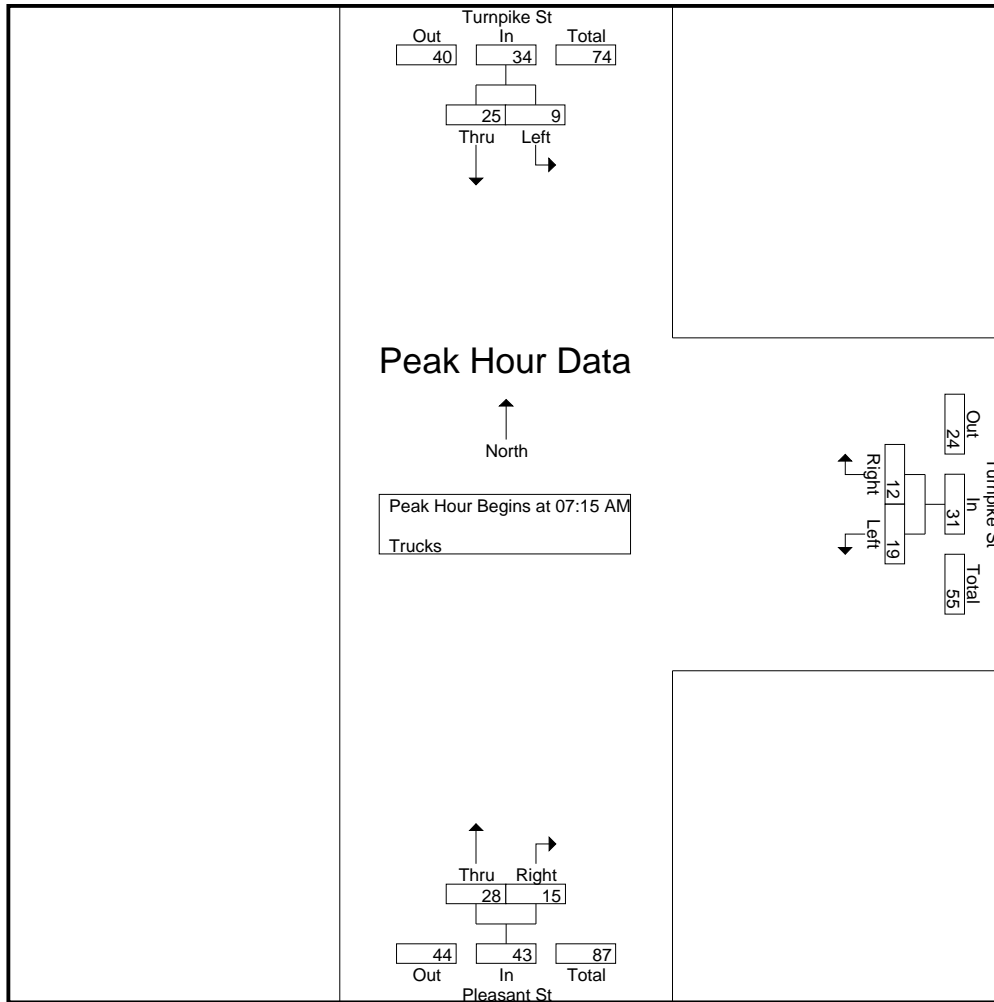 Turnpike St
Out In Total
40 34 74
25 9
Thru Left
Peak Hour Data
North
Peak Hour Begins at 07:15 AM
Trucks
Turnpike St
Out In Total
24 31 55
Right Left
12 19
Thru Right
28 15
44 43 87
Out In Total
Pleasant St